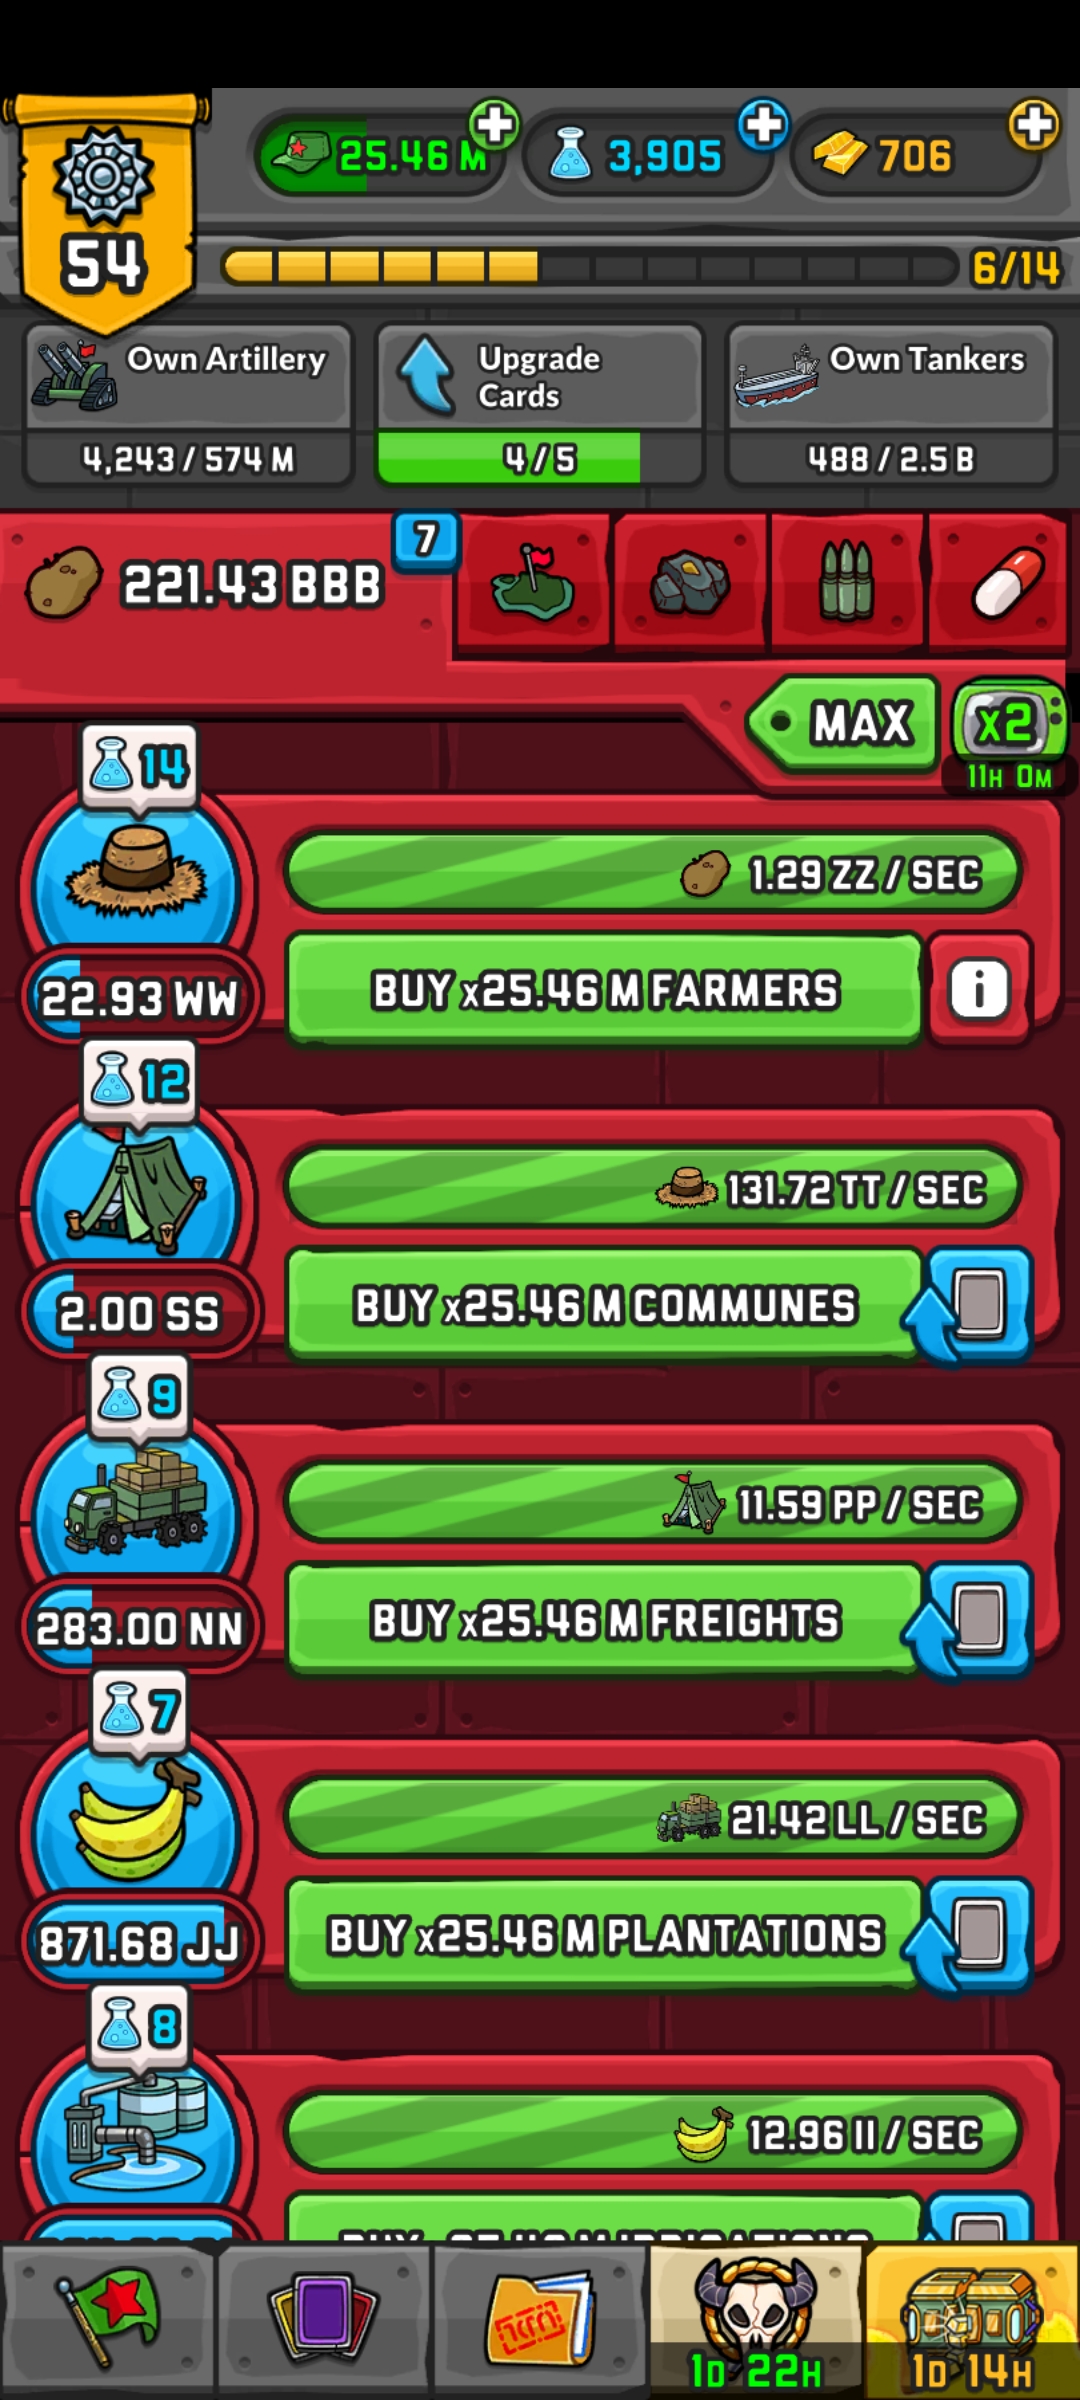 54
25.46 M
3,905
706
6/14
Own Artillery
4,243 / 574 M
Upgrade
Cards
4 / 5
Own Tankers
488 / 2.5 B
221.43 BBB
7
MAX
x2
11H 0M
14
1.29 ZZ / SEC
22.93 WW
BUY x25.46 M FARMERS
i
12
131.72 TT / SEC
2.00 SS
BUY x25.46 M COMMUNES
9
11.59 PP / SEC
283.00 NN
BUY x25.46 M FREIGHTS
7
21.42 LL / SEC
871.68 JJ
BUY x25.46 M PLANTATIONS
8
12.96 II / SEC
1D 22H
1D 14H